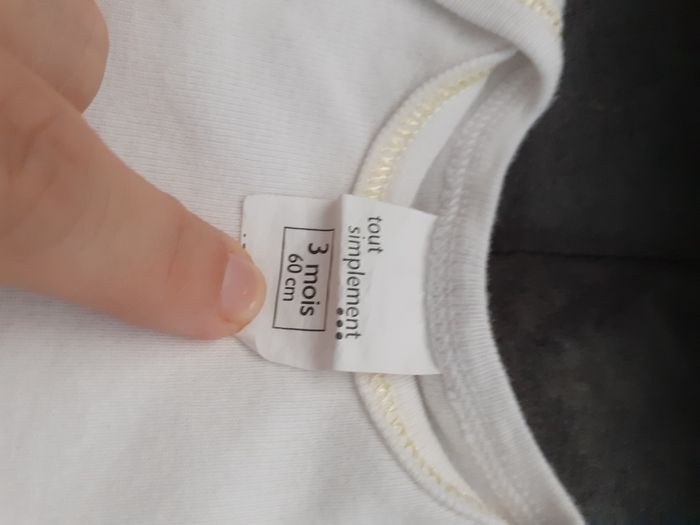 tout
simplement
•••
3 mois
60 cm